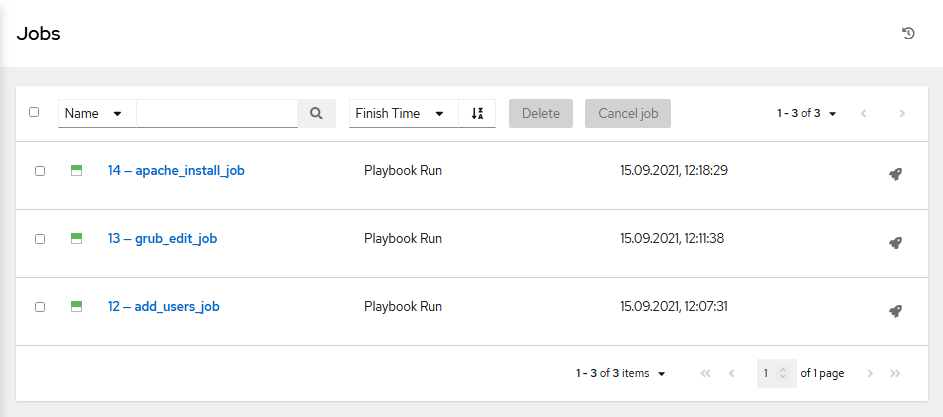 Jobs
Name Finish Time Delete Cancel job 1 - 3 of 3
14 – apache_install_job Playbook Run 15.09.2021, 12:18:29
13 – grub_edit_job Playbook Run 15.09.2021, 12:11:38
12 – add_users_job Playbook Run 15.09.2021, 12:07:31
1 - 3 of 3 items 1 of 1 page